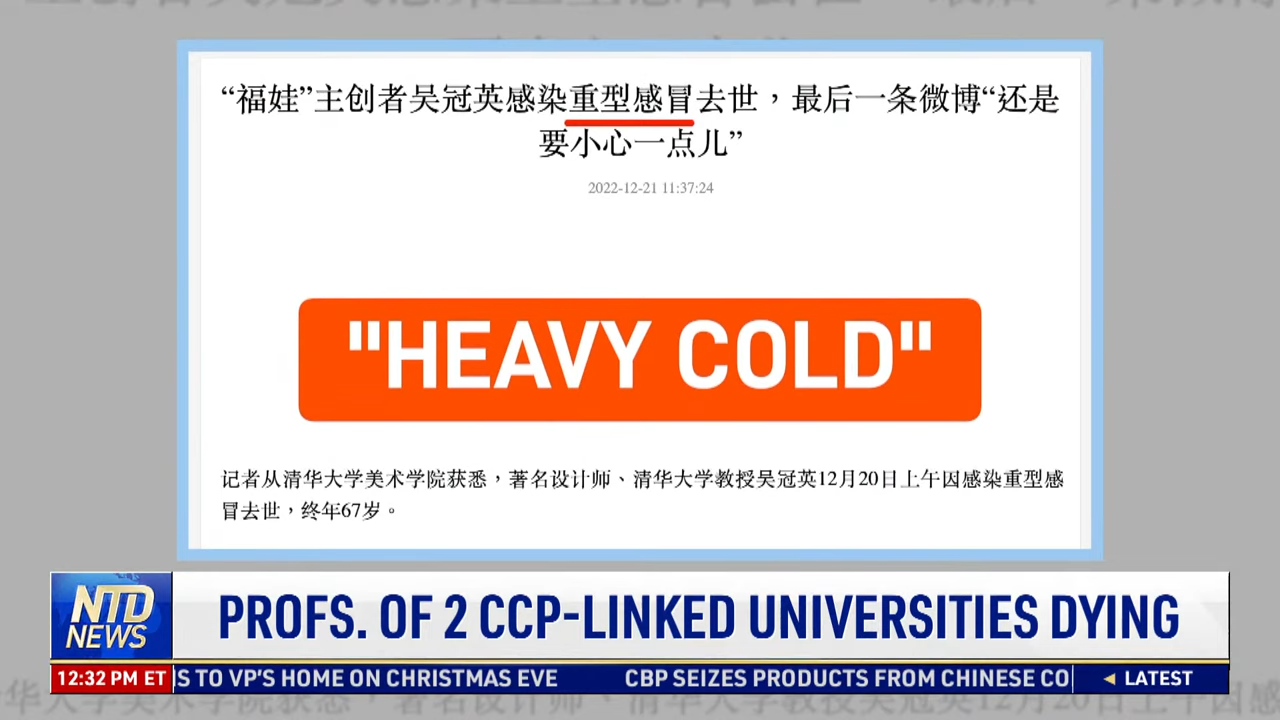 “福娃”主创者吴冠英感染重型感冒去世，最后一条微博“还是
要小心一点儿”
2022-12-21 11:37:24
"HEAVY COLD"
记者从清华大学美术学院获悉，著名设计师、清华大学教授吴冠英12月20日上午因感染重型感
冒去世，终年67岁。
NTD
NEWS
PROFS. OF 2 CCP-LINKED UNIVERSITIES DYING
12:32 PM ET
S TO VP'S HOME ON CHRISTMAS EVE CBP SEIZES PRODUCTS FROM CHINESE CO
LATEST